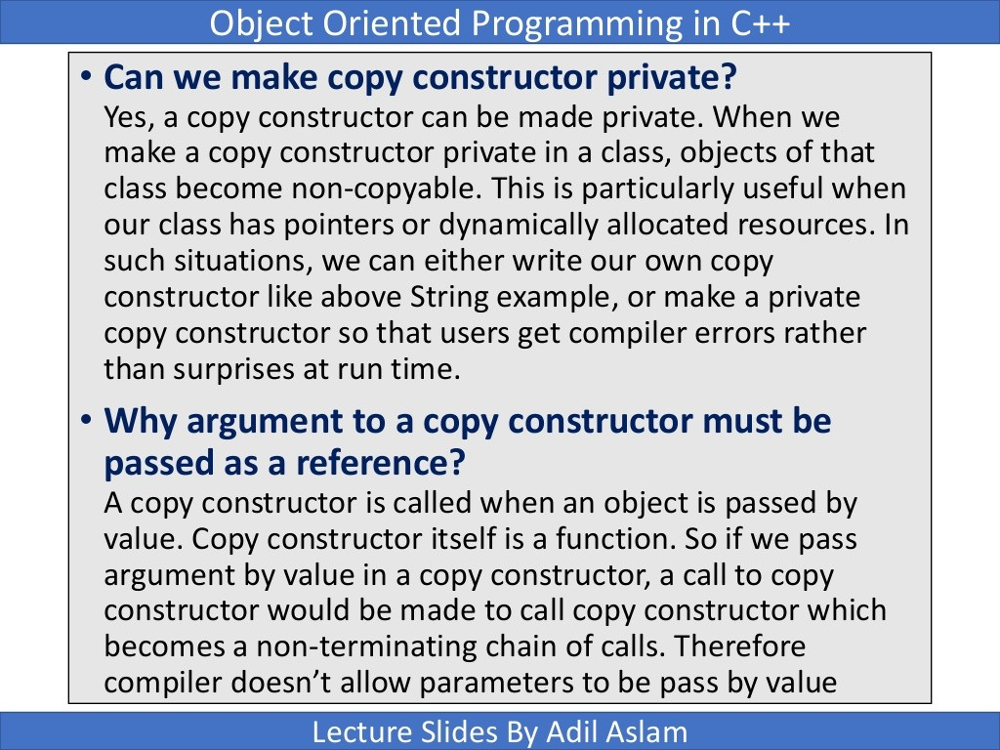 Object Oriented Programming in C++
• Can we make copy constructor private?
Yes, a copy constructor can be made private. When we
make a copy constructor private in a class, objects of that
class become non-copyable. This is particularly useful when
our class has pointers or dynamically allocated resources. In
such situations, we can either write our own copy
constructor like above String example, or make a private
copy constructor so that users get compiler errors rather
than surprises at run time.
• Why argument to a copy constructor must be
passed as a reference?
A copy constructor is called when an object is passed by
value. Copy constructor itself is a function. So if we pass
argument by value in a copy constructor, a call to copy
constructor would be made to call copy constructor which
becomes a non-terminating chain of calls. Therefore
compiler doesn’t allow parameters to be pass by value
Lecture Slides By Adil Aslam